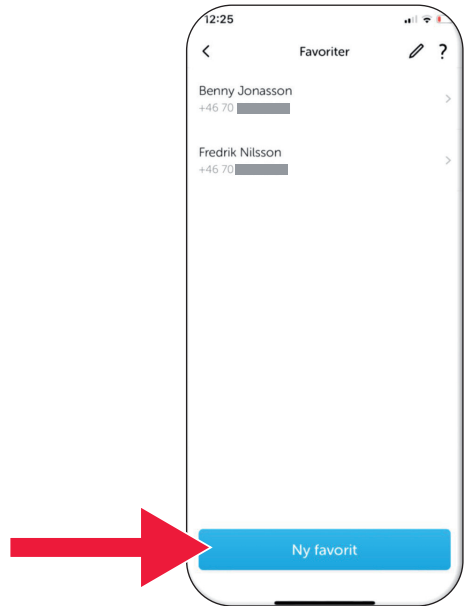 12:25
Favoriter ?
Benny Jonasson
+46 70
Fredrik Nilsson
+46 70
Ny favorit